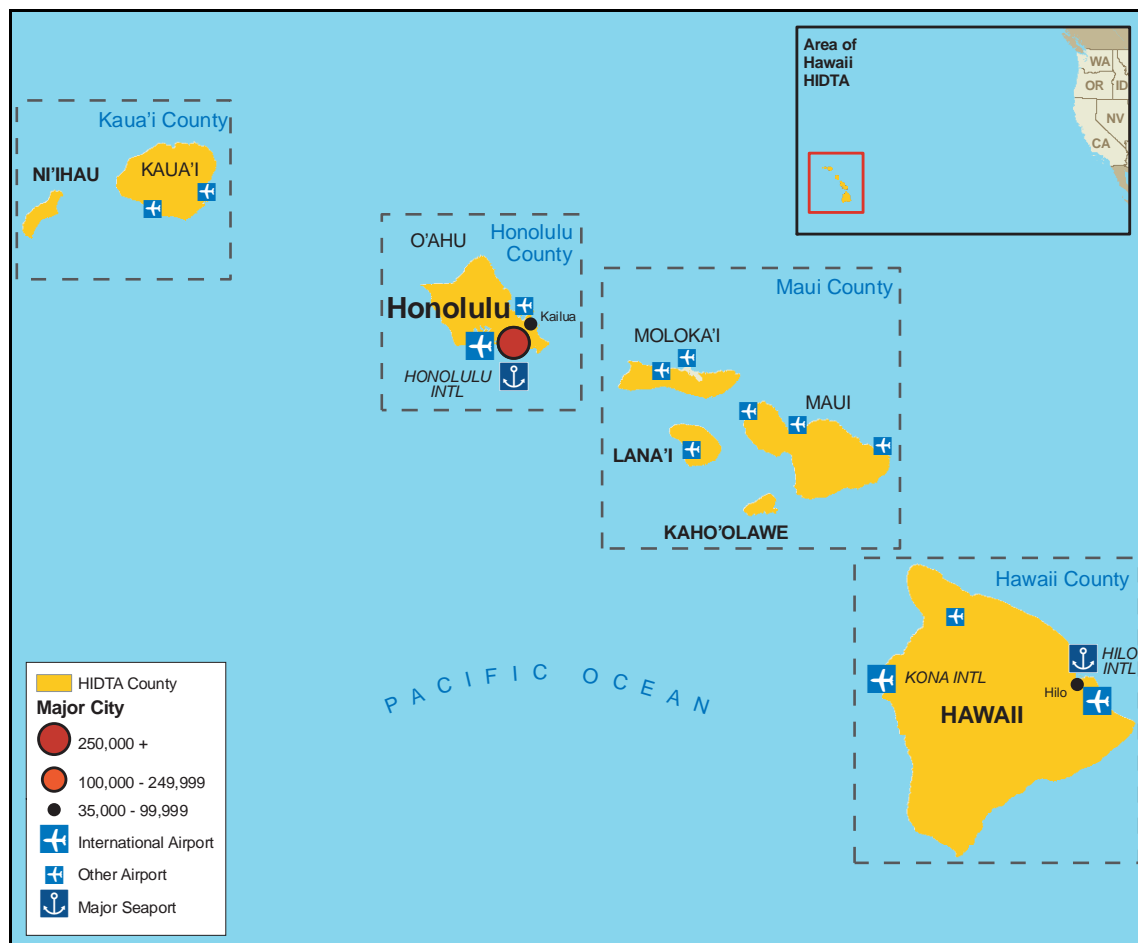 Area of
Hawaii
HIDTA
WA
OR
ID
NV
CA
Kaua'i County
NI'IHAU
KAUA'I
Honolulu
County
O'AHU
Honolulu
Kailua
HONOLULU
INTL
Maui County
MOLOKA'I
MAUI
LANA'I
KAHO'OLAWE
Hawaii County
HILO
INTL
KONA INTL
Hilo
HAWAII
PACIFIC OCEAN
HIDTA County
Major City
250,000 +
100,000 - 249,999
35,000 - 99,999
International Airport
Other Airport
Major Seaport